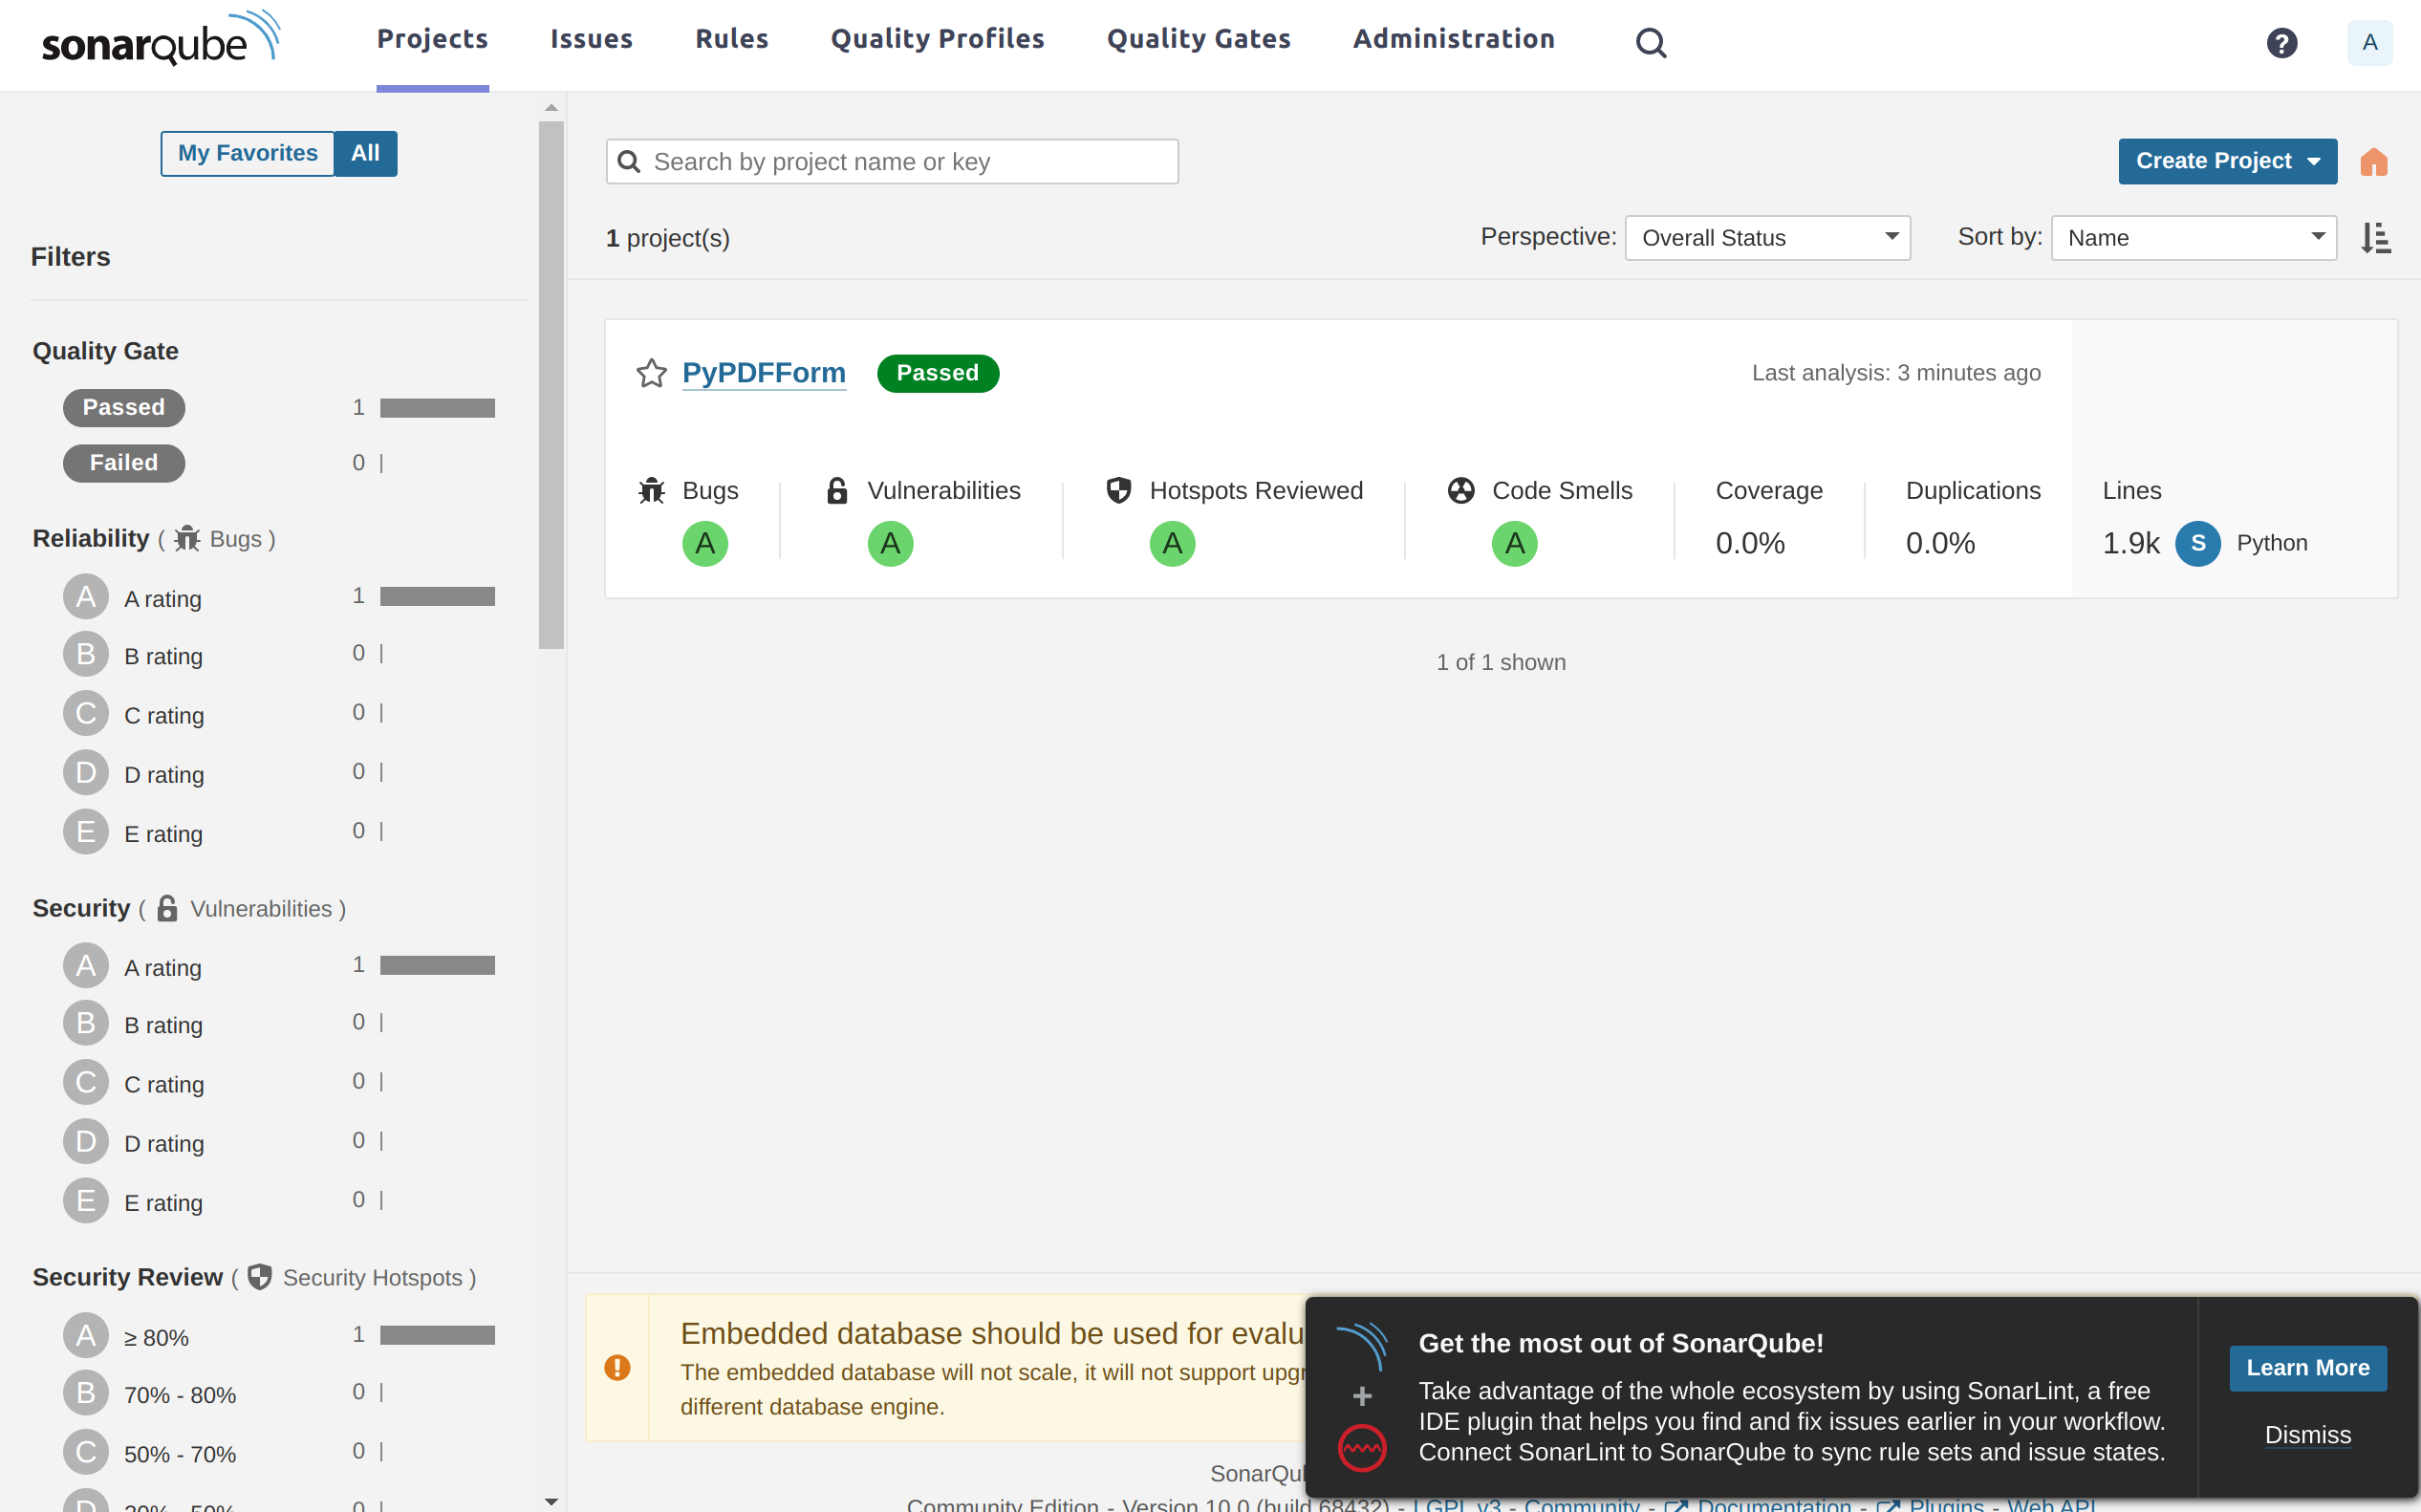 sonarqube
Projects
Issues
Rules
Quality Profiles
Quality Gates
Administration
?
A
My Favorites
All
Filters
Quality Gate
Passed 1
Failed 0
Reliability ( Bugs )
A A rating 1
B B rating 0
C C rating 0
D D rating 0
E E rating 0
Security ( Vulnerabilities )
A A rating 1
B B rating 0
C C rating 0
D D rating 0
E E rating 0
Security Review ( Security Hotspots )
A ≥ 80% 1
B 70% - 80% 0
C 50% - 70% 0
D 30% - 50% 0
Search by project name or key
Create Project
1 project(s)
Perspective: Overall Status
Sort by: Name
PyPDFForm Passed
Last analysis: 3 minutes ago
Bugs
A
Vulnerabilities
A
Hotspots Reviewed
A
Code Smells
A
Coverage
0.0%
Duplications
0.0%
Lines
1.9k S Python
1 of 1 shown
Embedded database should be used for evalu
The embedded database will not scale, it will not support upgr
different database engine.
SonarQu
Community Edition - Version 10.0 (build 68432) - LGPL v3 - Community - Documentation - Plugins - Web API
Get the most out of SonarQube!
Take advantage of the whole ecosystem by using SonarLint, a free
IDE plugin that helps you find and fix issues earlier in your workflow.
Connect SonarLint to SonarQube to sync rule sets and issue states.
Learn More
Dismiss